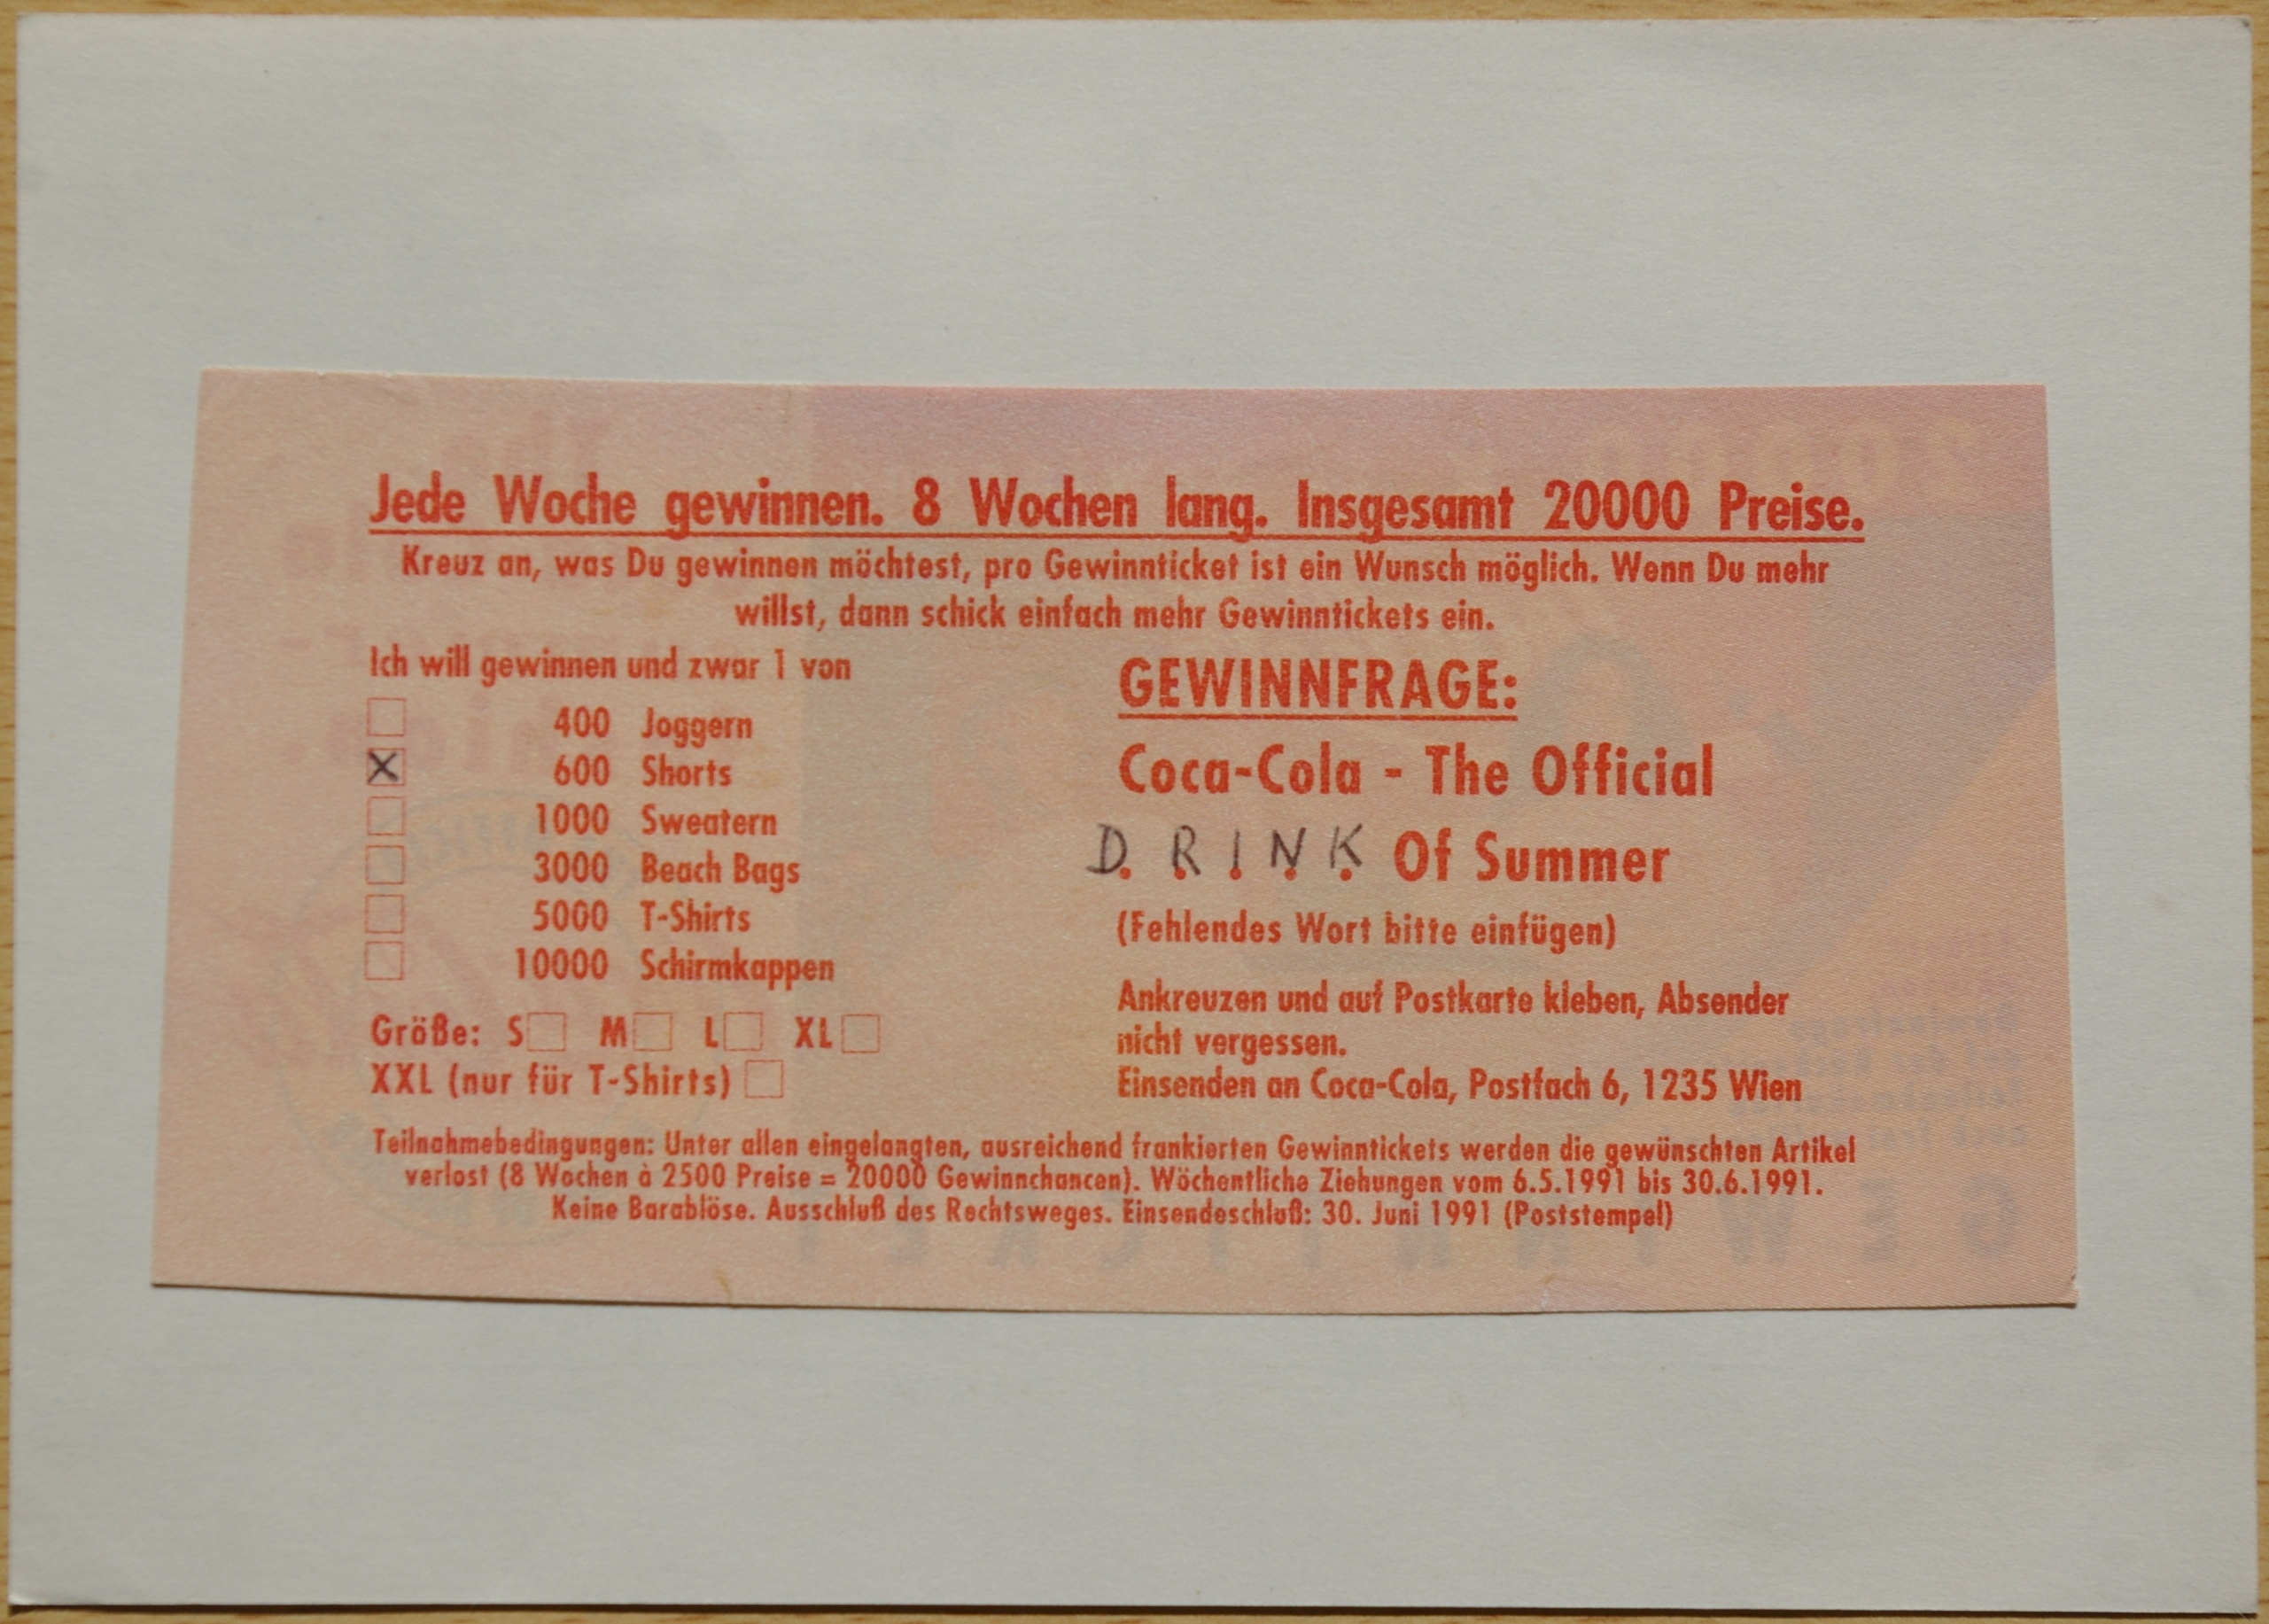 Jede Woche gewinnen. 8 Wochen lang. Insgesamt 20000 Preise.
Kreuz an, was Du gewinnen möchtest, pro Gewinnticket ist ein Wunsch möglich. Wenn Du mehr
willst, dann schick einfach mehr Gewinntickets ein.
Ich will gewinnen und zwar 1 von
400 Joggern
X 600 Shorts
1000 Sweatern
3000 Beach Bags
5000 T-Shirts
10000 Schirmkappen
Größe: S M L XL
XXL (nur für T-Shirts)
GEWINNFRAGE:
Coca-Cola - The Official
DRINK Of Summer
(Fehlendes Wort bitte einfügen)
Ankreuzen und auf Postkarte kleben, Absender
nicht vergessen.
Einsenden an Coca-Cola, Postfach 6, 1235 Wien
Teilnahmebedingungen: Unter allen eingelangten, ausreichend frankierten Gewinntickets werden die gewünschten Artikel
verlost (8 Wochen à 2500 Preise = 20000 Gewinnchancen). Wöchentliche Ziehungen vom 6.5.1991 bis 30.6.1991.
Keine Barablöse. Ausschluß des Rechtsweges. Einsendeschluß: 30. Juni 1991 (Poststempel)